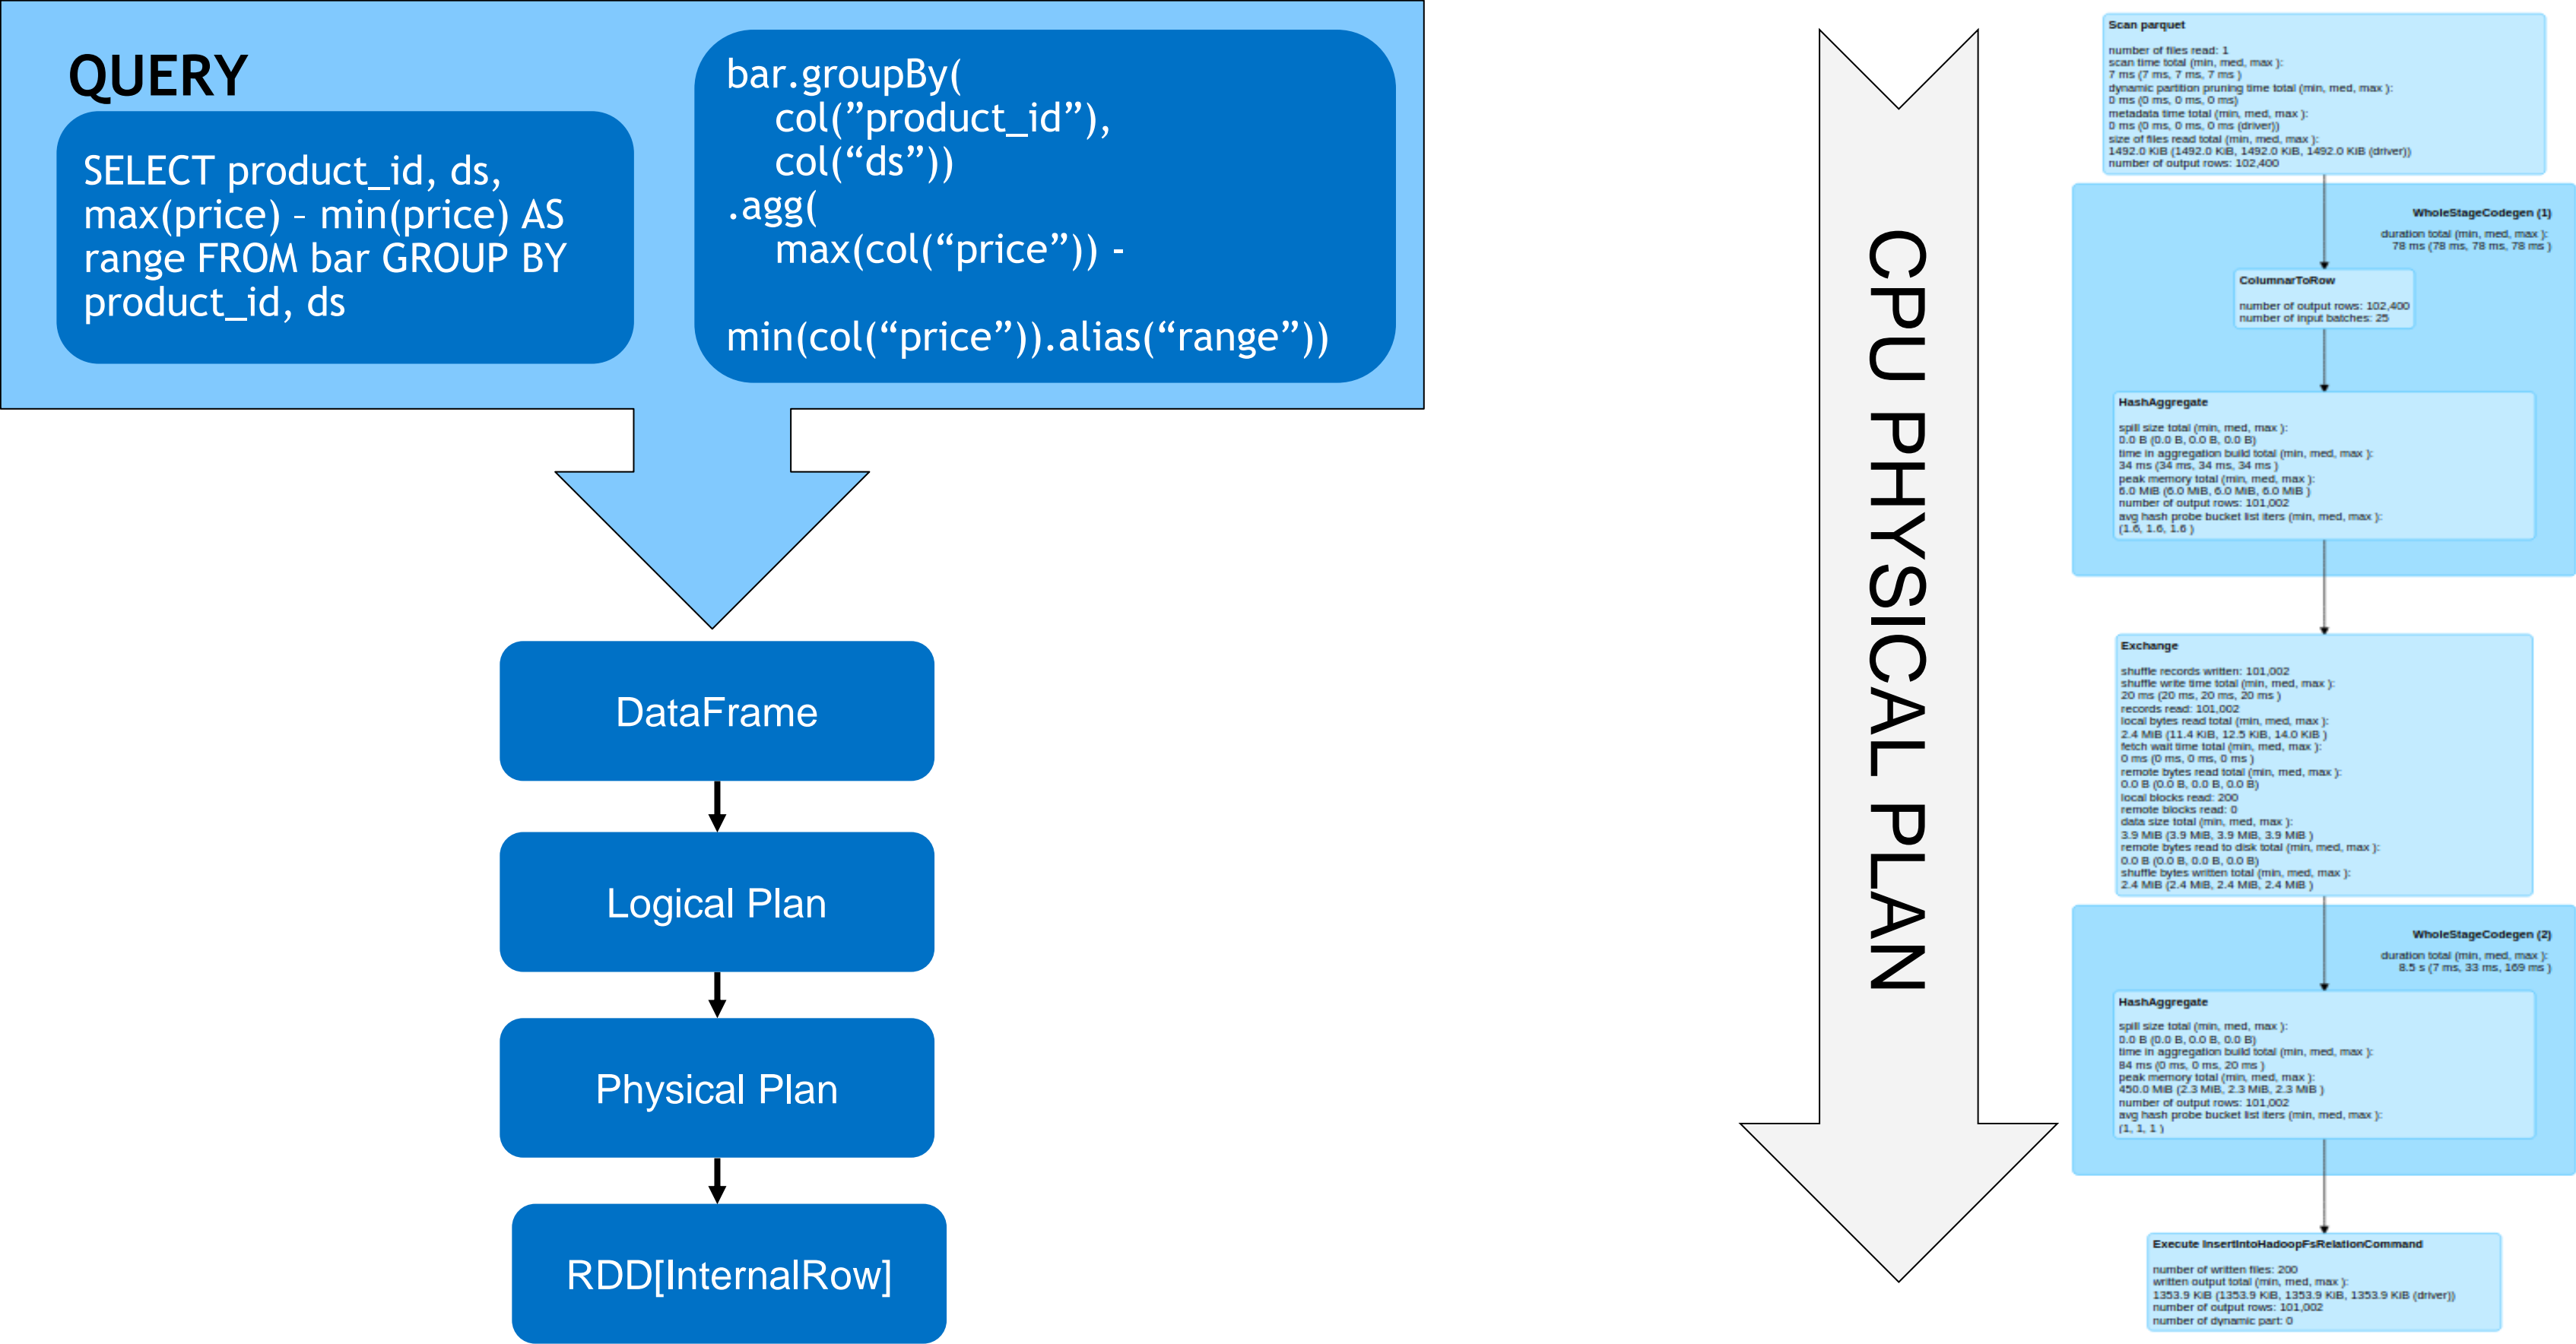 QUERY
SELECT product_id, ds,
max(price) – min(price) AS
range FROM bar GROUP BY
product_id, ds
bar.groupBy(
col(”product_id”),
col(“ds”))
.agg(
max(col(“price”)) -
min(col(“price”)).alias(“range”))
DataFrame
Logical Plan
Physical Plan
RDD[InternalRow]
CPU PHYSICAL PLAN
Scan parquet
number of files read: 1
scan time total (min, med, max ):
7 ms (7 ms, 7 ms, 7 ms )
dynamic partition pruning time total (min, med, max ):
0 ms (0 ms, 0 ms, 0 ms)
metadata time total (min, med, max ):
0 ms (0 ms, 0 ms, 0 ms (driver))
size of files read total (min, med, max ):
1492.0 KiB (1492.0 KiB, 1492.0 KiB, 1492.0 KiB (driver))
number of output rows: 102,400
WholeStageCodegen (1)
duration total (min, med, max ):
78 ms (78 ms, 78 ms, 78 ms )
ColumnarToRow
number of output rows: 102,400
number of input batches: 25
HashAggregate
spill size total (min, med, max ):
0.0 B (0.0 B, 0.0 B, 0.0 B)
time in aggregation build total (min, med, max ):
34 ms (34 ms, 34 ms, 34 ms )
peak memory total (min, med, max ):
6.0 MiB (6.0 MiB, 6.0 MiB, 6.0 MiB )
number of output rows: 101,002
avg hash probe bucket list iters (min, med, max ):
(1.6, 1.6, 1.6 )
Exchange
shuffle records written: 101,002
shuffle write time total (min, med, max ):
20 ms (20 ms, 20 ms, 20 ms )
records read: 101,002
local bytes read total (min, med, max ):
2.4 MiB (11.4 KiB, 12.5 KiB, 14.0 KiB )
fetch wait time total (min, med, max ):
0 ms (0 ms, 0 ms, 0 ms )
remote bytes read total (min, med, max ):
0.0 B (0.0 B, 0.0 B, 0.0 B)
local blocks read: 200
remote blocks read: 0
data size total (min, med, max ):
3.9 MiB (3.9 MiB, 3.9 MiB, 3.9 MiB )
remote bytes read to disk total (min, med, max ):
0.0 B (0.0 B, 0.0 B, 0.0 B)
shuffle bytes written total (min, med, max ):
2.4 MiB (2.4 MiB, 2.4 MiB, 2.4 MiB )
WholeStageCodegen (2)
duration total (min, med, max ):
8.5 s (7 ms, 33 ms, 169 ms )
HashAggregate
spill size total (min, med, max ):
0.0 B (0.0 B, 0.0 B, 0.0 B)
time in aggregation build total (min, med, max ):
84 ms (0 ms, 0 ms, 20 ms )
peak memory total (min, med, max ):
450.0 MiB (2.3 MiB, 2.3 MiB, 2.3 MiB )
number of output rows: 101,002
avg hash probe bucket list iters (min, med, max ):
(1, 1, 1 )
Execute InsertIntoHadoopFsRelationCommand
number of written files: 200
written output total (min, med, max ):
1353.9 KiB (1353.9 KiB, 1353.9 KiB, 1353.9 KiB (driver))
number of output rows: 101,002
number of dynamic part: 0